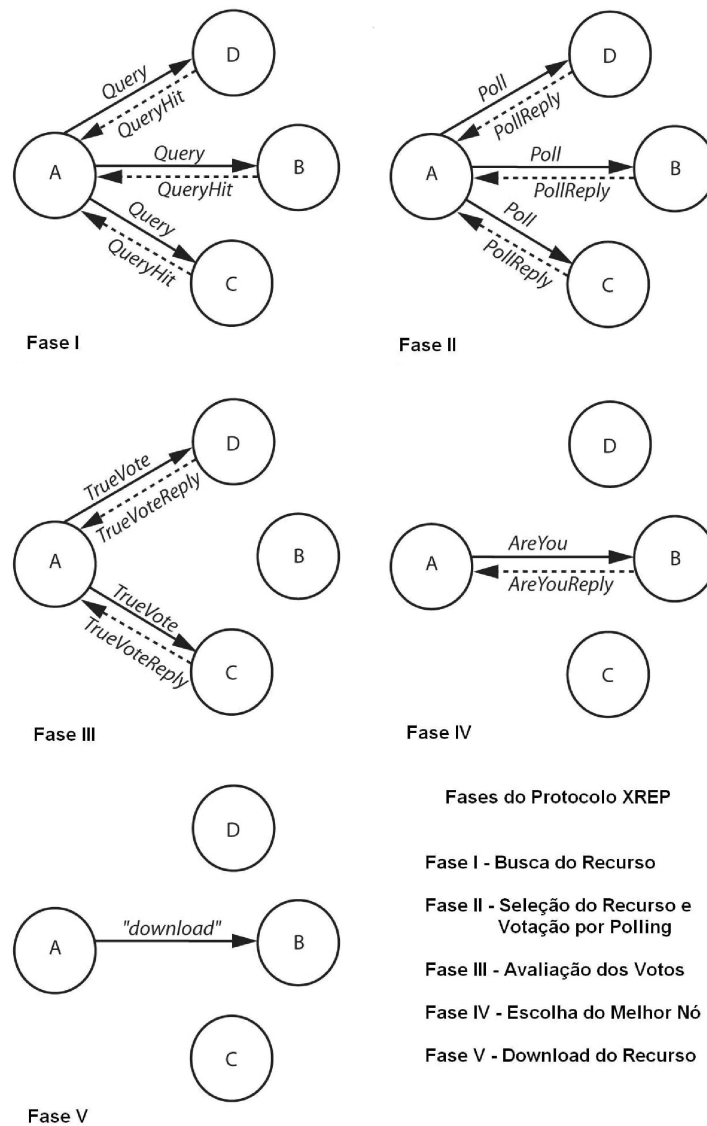 D
Query
QueryHit
A
Query
QueryHit
B
Query
QueryHit
C
Fase I
D
Poll
PollReply
A
Poll
PollReply
B
Poll
PollReply
C
Fase II
D
TrueVote
TrueVoteReply
A
B
TrueVote
TrueVoteReply
C
Fase III
D
A
AreYou
AreYouReply
B
C
Fase IV
D
A
"download"
B
C
Fase V
Fases do Protocolo XREP
Fase I - Busca do Recurso
Fase II - Seleção do Recurso e
Votação por Polling
Fase III - Avaliação dos Votos
Fase IV - Escolha do Melhor Nó
Fase V - Download do Recurso